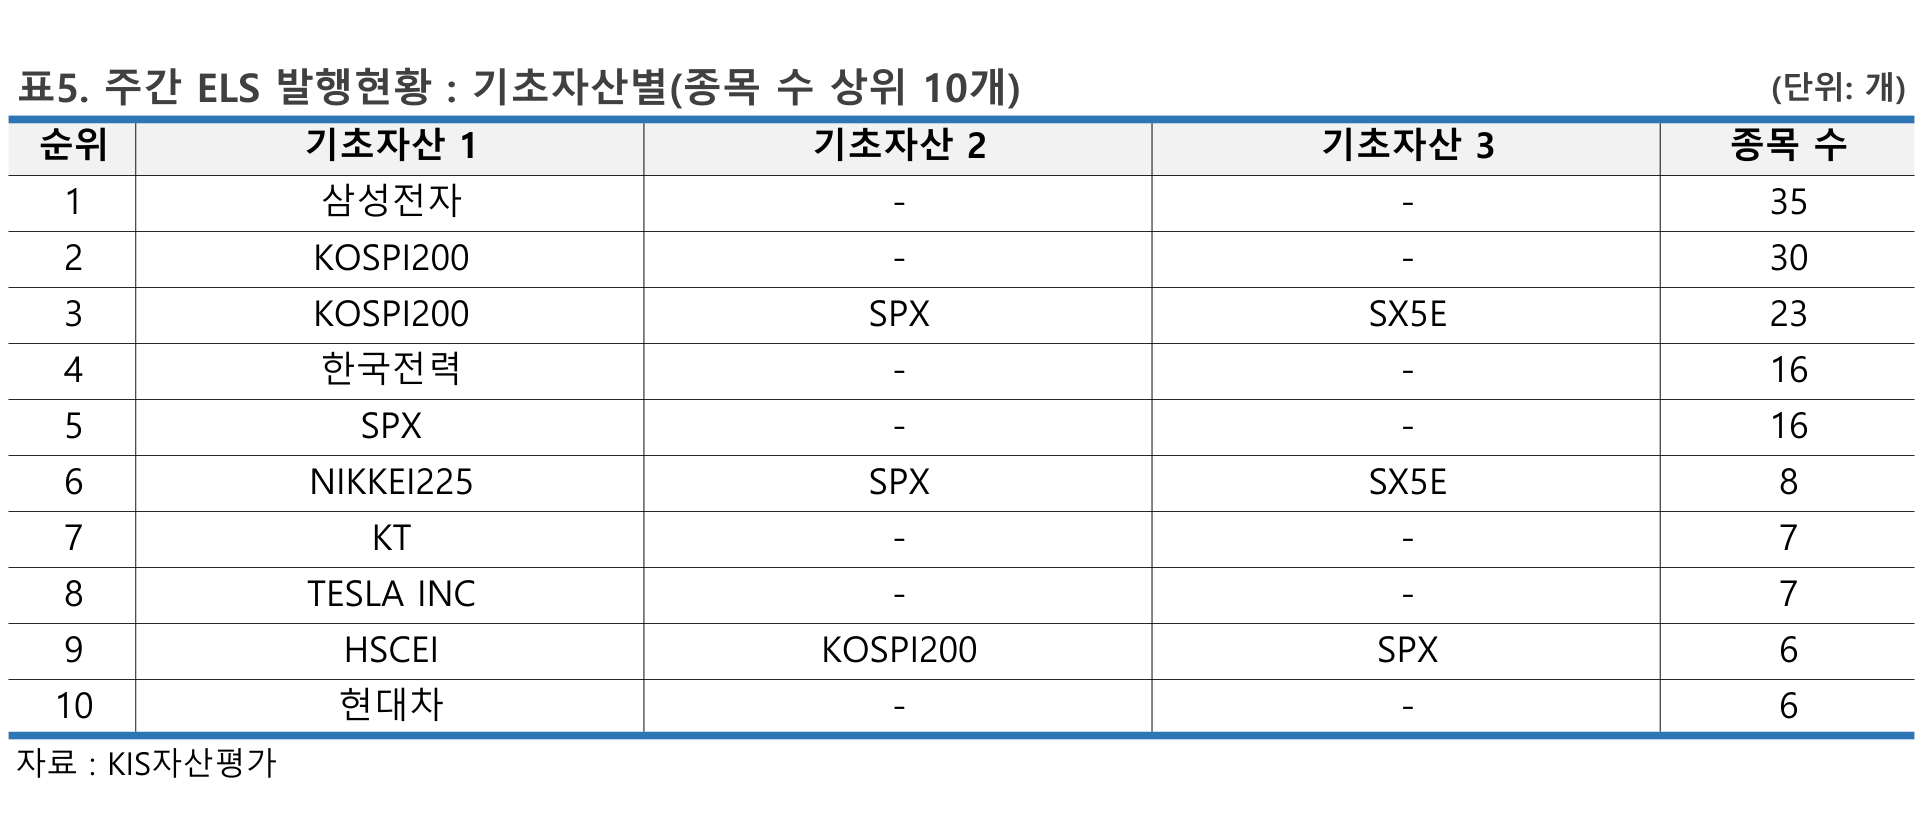 표5. 주간 ELS 발행현황 : 기초자산별(종목 수 상위 10개) (단위: 개)
순위 기초자산 1 기초자산 2 기초자산 3 종목 수
1 삼성전자 - - 35
2 KOSPI200 - - 30
3 KOSPI200 SPX SX5E 23
4 한국전력 - - 16
5 SPX - - 16
6 NIKKEI225 SPX SX5E 8
7 KT - - 7
8 TESLA INC - - 7
9 HSCEI KOSPI200 SPX 6
10 현대차 - - 6
자료 : KIS자산평가